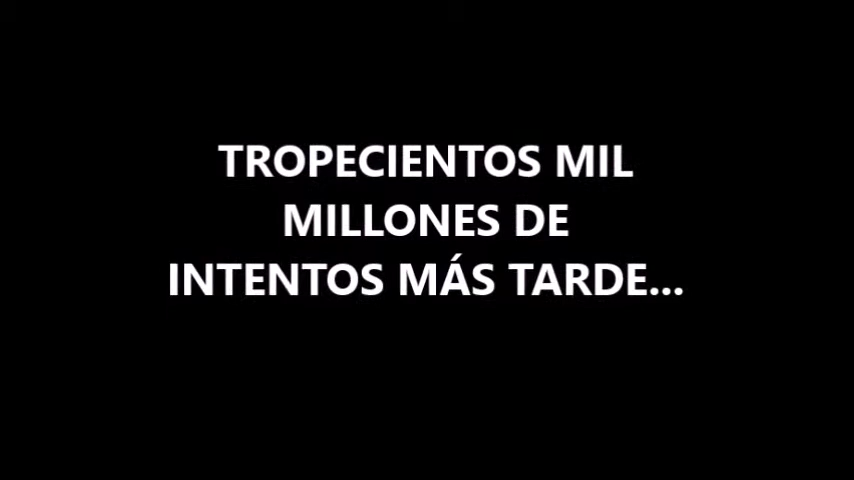 TROPECIENTOS MIL
MILLONES DE
INTENTOS MÁS TARDE...